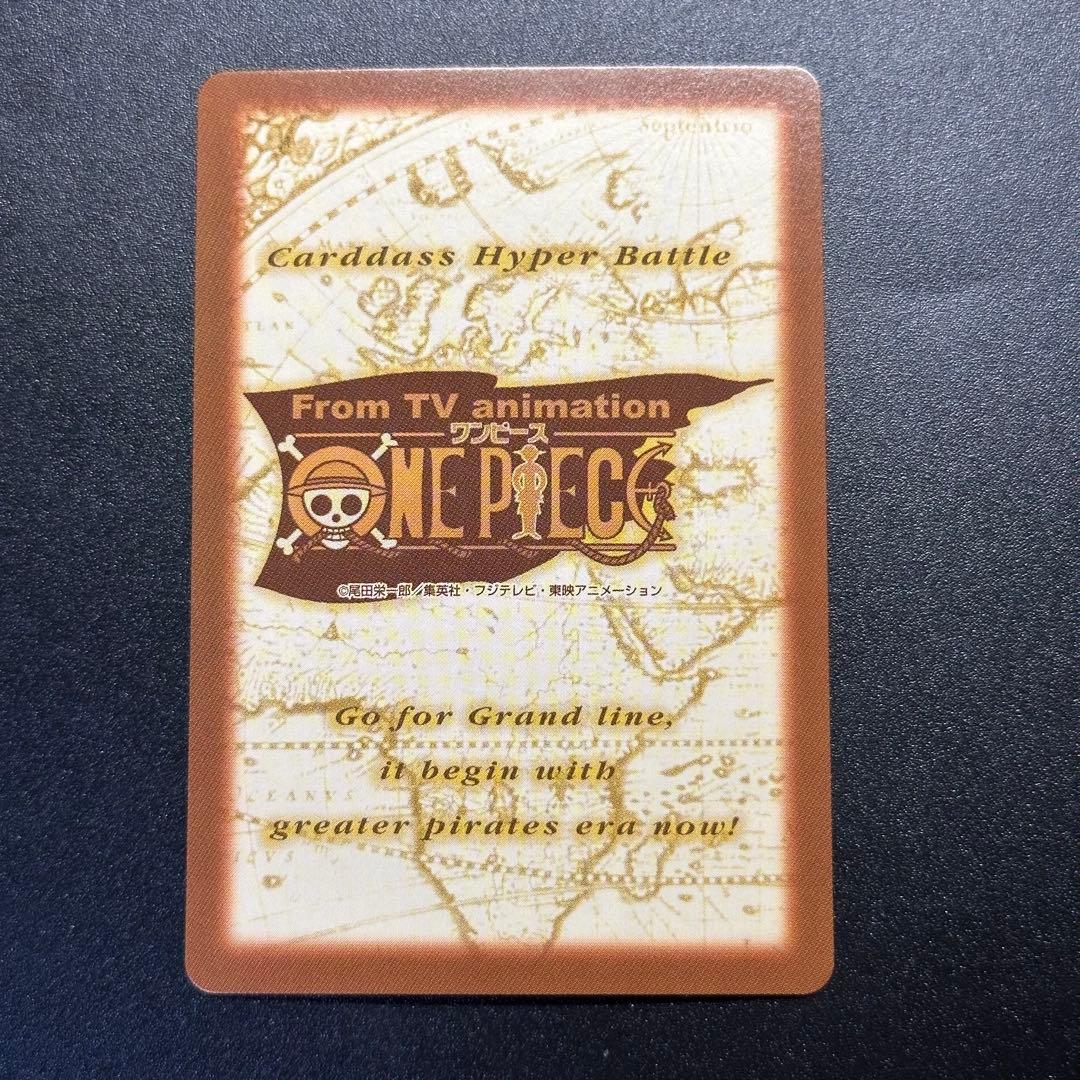 Septentrio
Carddass Hyper Battle
TLAN
From TV animation
ワンピース
ONE PIECE
©尾田栄一郎/集英社・フジテレビ・東映アニメーション
Go for Grand line,
it begin with
OCEANVS
greater pirates era now!